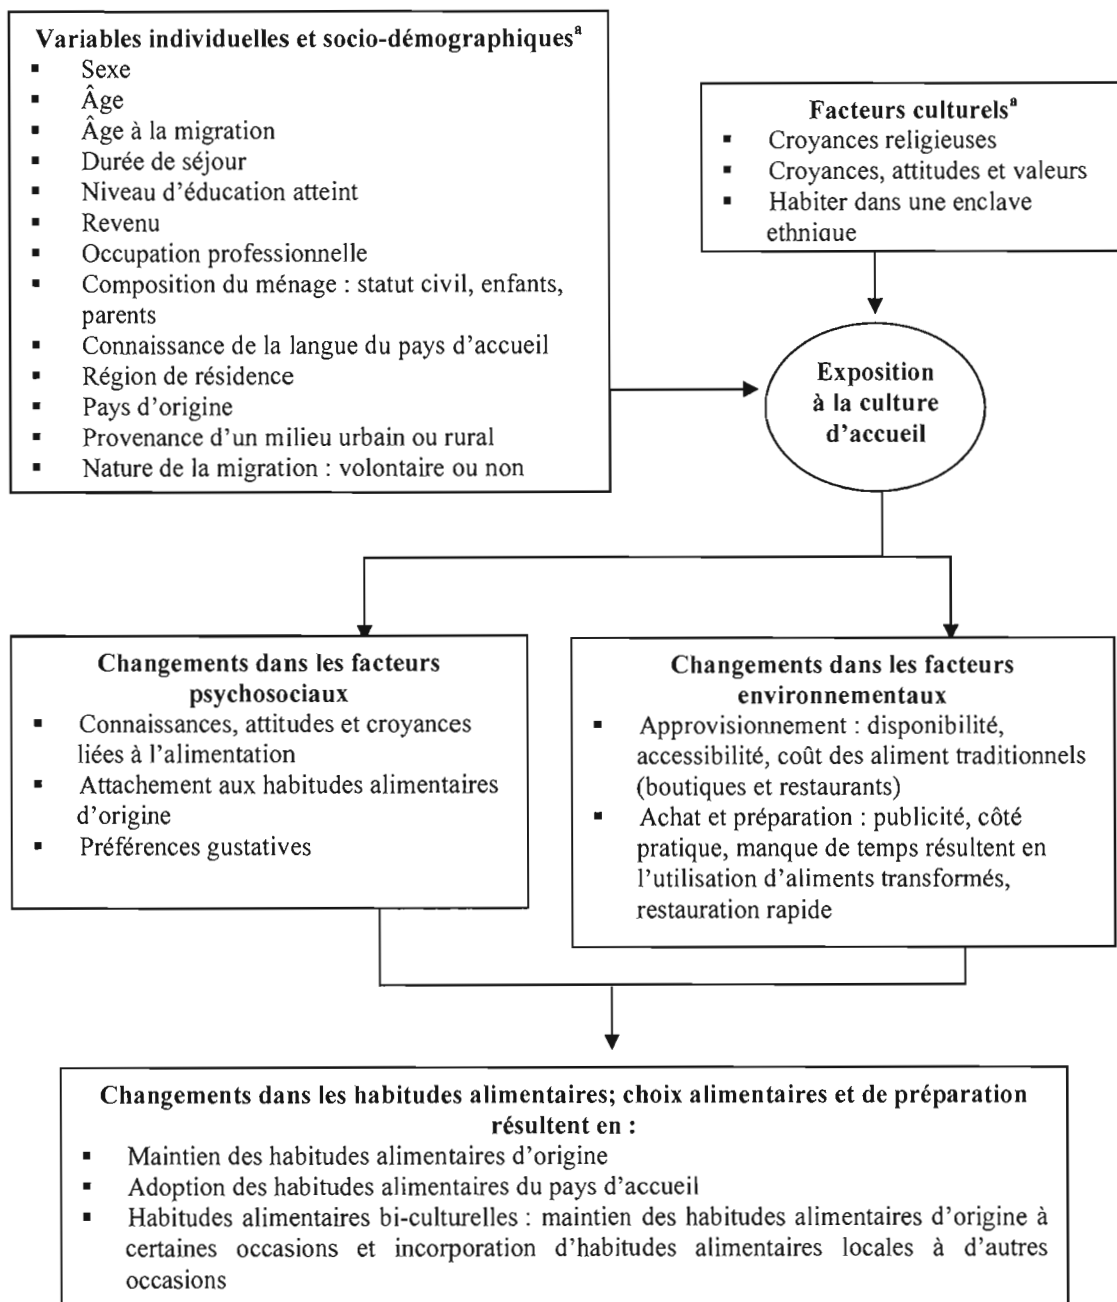 Variables individuelles et socio-démographiquesª
▪ Sexe
▪ Âge
▪ Âge à la migration
▪ Durée de séjour
▪ Niveau d'éducation atteint
▪ Revenu
▪ Occupation professionnelle
▪ Composition du ménage : statut civil, enfants,
parents
▪ Connaissance de la langue du pays d'accueil
▪ Région de résidence
▪ Pays d'origine
▪ Provenance d'un milieu urbain ou rural
▪ Nature de la migration : volontaire ou non
Facteurs culturelsª
▪ Croyances religieuses
▪ Croyances, attitudes et valeurs
▪ Habiter dans une enclave
ethnique
Exposition
à la culture
d'accueil
Changements dans les facteurs
psychosociaux
▪ Connaissances, attitudes et croyances
liées à l'alimentation
▪ Attachement aux habitudes alimentaires
d'origine
▪ Préférences gustatives
Changements dans les facteurs
environnementaux
▪ Approvisionnement : disponibilité,
accessibilité, coût des aliment traditionnels
(boutiques et restaurants)
▪ Achat et préparation : publicité, côté
pratique, manque de temps résultent en
l'utilisation d'aliments transformés,
restauration rapide
Changements dans les habitudes alimentaires; choix alimentaires et de préparation
résultent en :
▪ Maintien des habitudes alimentaires d'origine
▪ Adoption des habitudes alimentaires du pays d'accueil
▪ Habitudes alimentaires bi-culturelles : maintien des habitudes alimentaires d'origine à
certaines occasions et incorporation d'habitudes alimentaires locales à d'autres
occasions